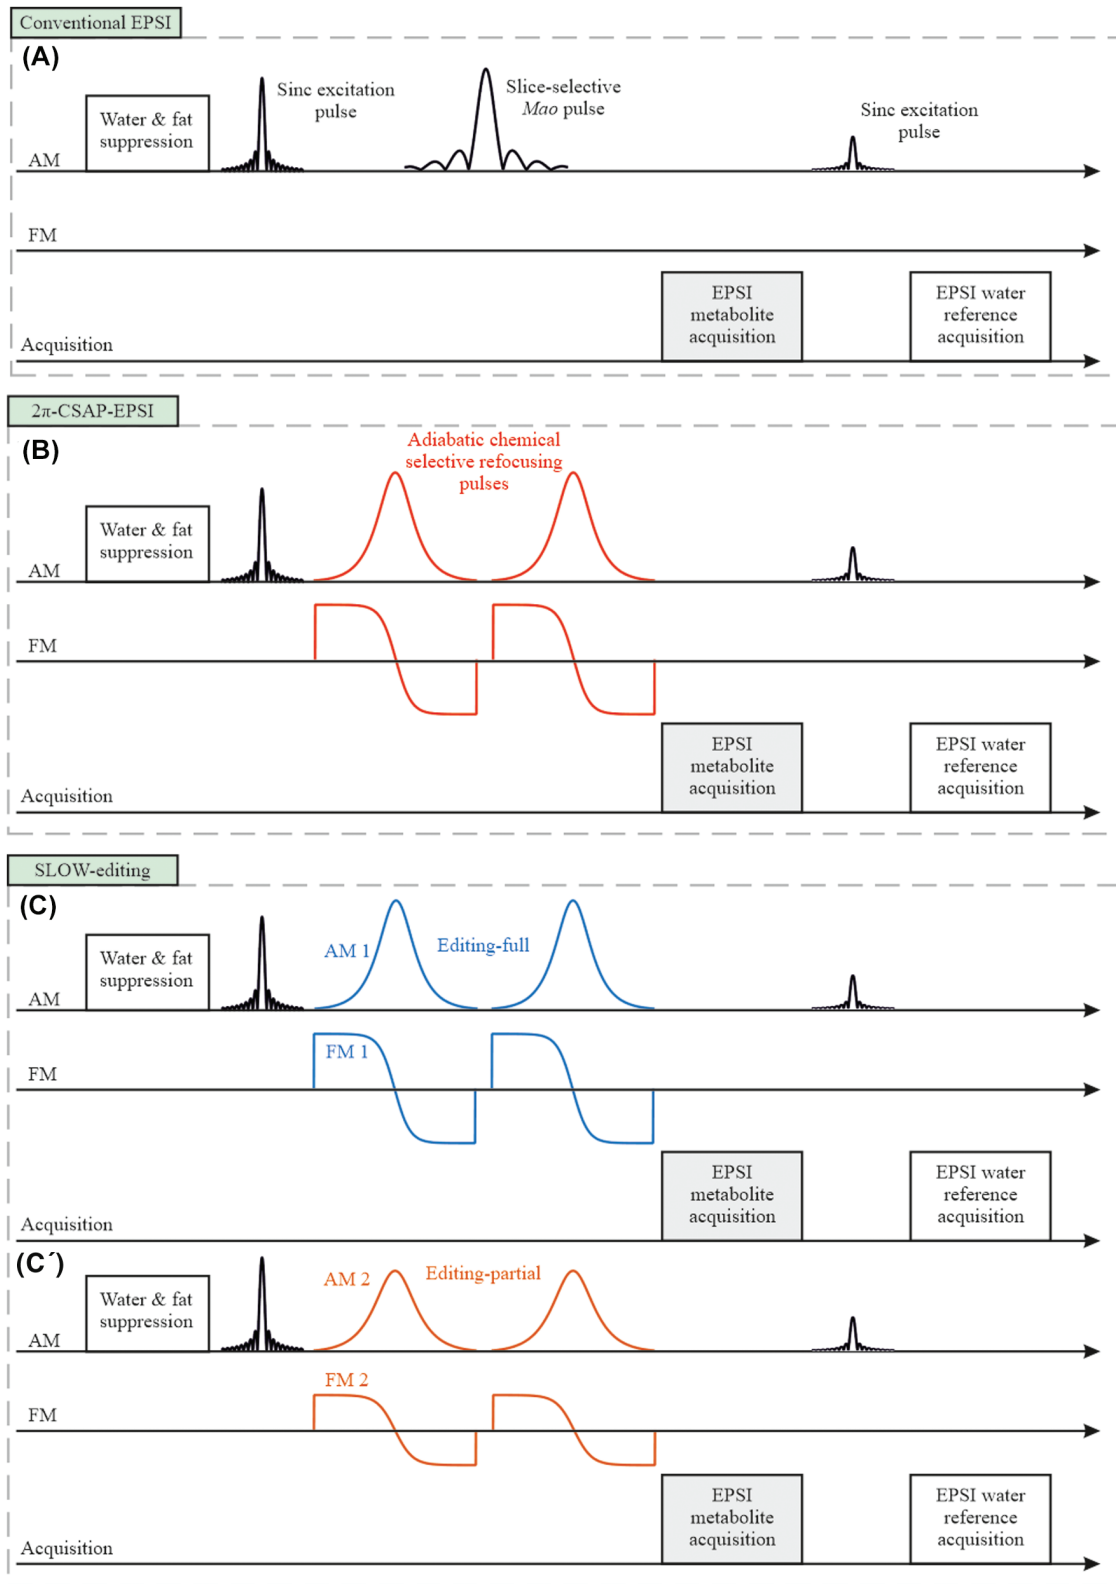 Conventional EPSI
(A)
Sinc excitation
pulse
Slice-selective
Mao pulse
Sinc excitation
pulse
Water & fat
suppression
AM
FM
EPSI
metabolite
acquisition
EPSI water
reference
acquisition
Acquisition
2π-CSAP-EPSI
(B)
Adiabatic chemical
selective refocusing
pulses
Water & fat
suppression
AM
FM
EPSI
metabolite
acquisition
EPSI water
reference
acquisition
Acquisition
SLOW-editing
(C)
AM 1
Editing-full
Water & fat
suppression
AM
FM 1
FM
EPSI
metabolite
acquisition
EPSI water
reference
acquisition
Acquisition
(C´)
AM 2
Editing-partial
Water & fat
suppression
AM
FM 2
FM
EPSI
metabolite
acquisition
EPSI water
reference
acquisition
Acquisition